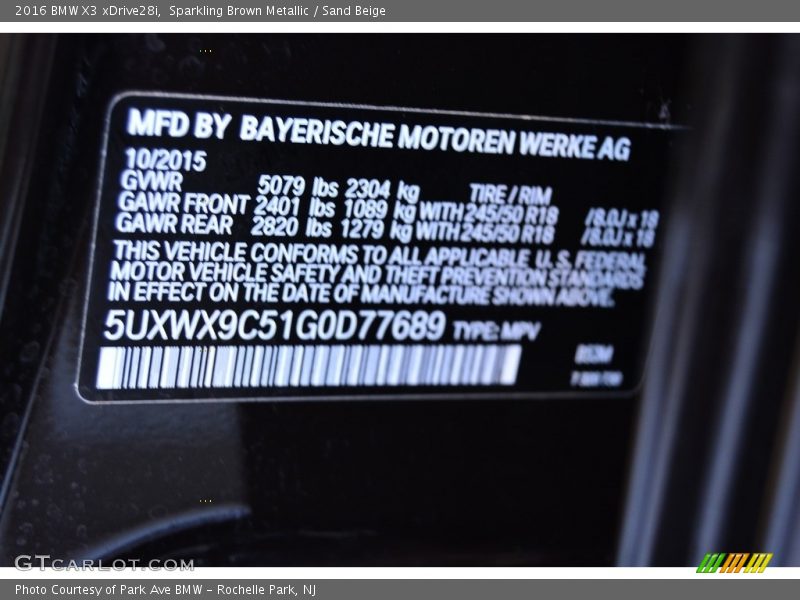 2016 BMW X3 xDrive28i, Sparkling Brown Metallic / Sand Beige
MFD BY BAYERISCHE MOTOREN WERKE AG
10/2015
GVWR 5079 lbs 2304 kg TIRE / RIM
GAWR FRONT 2401 lbs 1089 kg WITH 245/50 R18 /8.0J x 18
GAWR REAR 2820 lbs 1279 kg WITH 245/50 R18 /8.0J x 18
THIS VEHICLE CONFORMS TO ALL APPLICABLE U.S. FEDERAL
MOTOR VEHICLE SAFETY AND THEFT PREVENTION STANDARDS
IN EFFECT ON THE DATE OF MANUFACTURE SHOWN ABOVE.
5UXWX9C51G0D77689 TYPE: MPV
GTCARLOT.COM
Photo Courtesy of Park Ave BMW - Rochelle Park, NJ